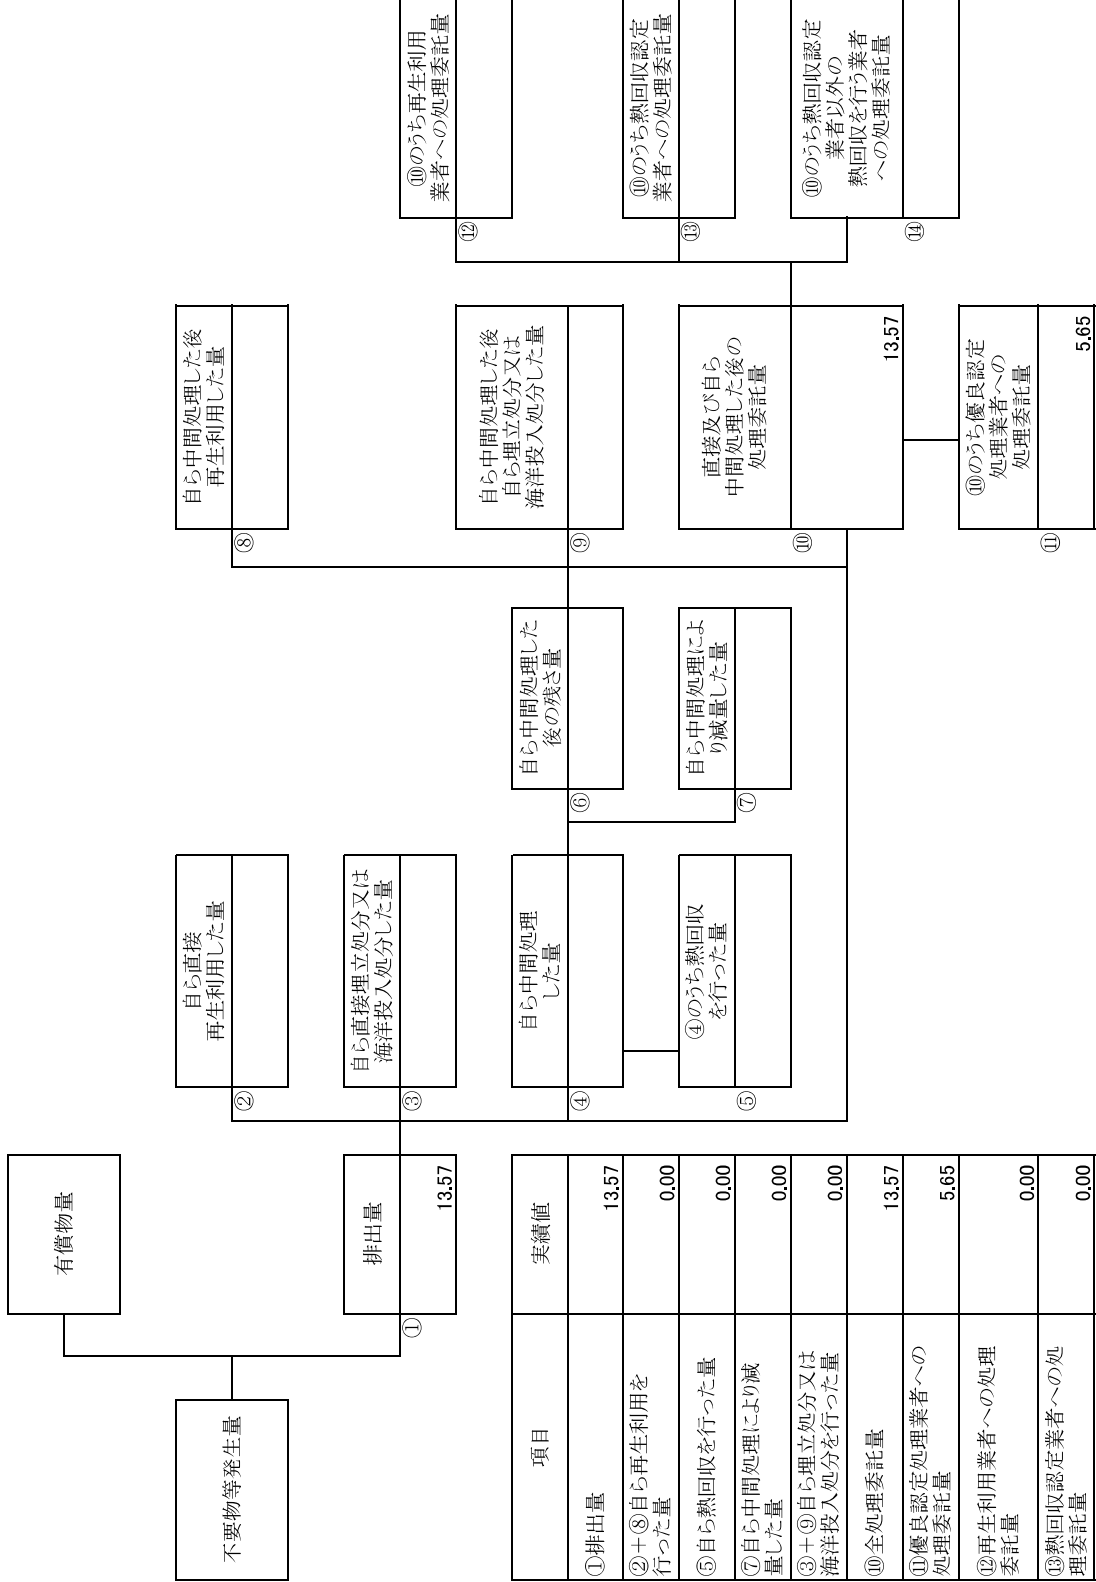 不要物等発生量
有償物量
排出量
①
13.57
自ら直接
再生利用した量
②
自ら直接埋立処分又は
海洋投入処分した量
③
自ら中間処理
した量
④
④のうち熱回収
を行った量
⑤
自ら中間処理した
後の残さ量
⑥
自ら中間処理によ
り減量した量
⑦
自ら中間処理した後
再生利用した量
⑧
自ら中間処理した後
自ら埋立処分又は
海洋投入処分した量
⑨
直接及び自ら
中間処理した後の
処理委託量
⑩
13.57
⑩のうち優良認定
処理業者への
処理委託量
⑪
5.65
⑩のうち再生利用
業者への処理委託量
⑫
⑩のうち熱回収認定
業者への処理委託量
⑬
⑩のうち熱回収認定
業者以外の
熱回収を行う業者
への処理委託量
⑭
項目 実績値
①排出量 13.57
②＋⑧自ら再生利用を
行った量 0.00
⑤自ら熱回収を行った量 0.00
⑦自ら中間処理により減
量した量 0.00
③＋⑨自ら埋立処分又は
海洋投入処分を行った量 0.00
⑩全処理委託量 13.57
⑪優良認定処理業者への
処理委託量 5.65
⑫再生利用業者への処理
委託量 0.00
⑬熱回収認定業者への処
理委託量 0.00